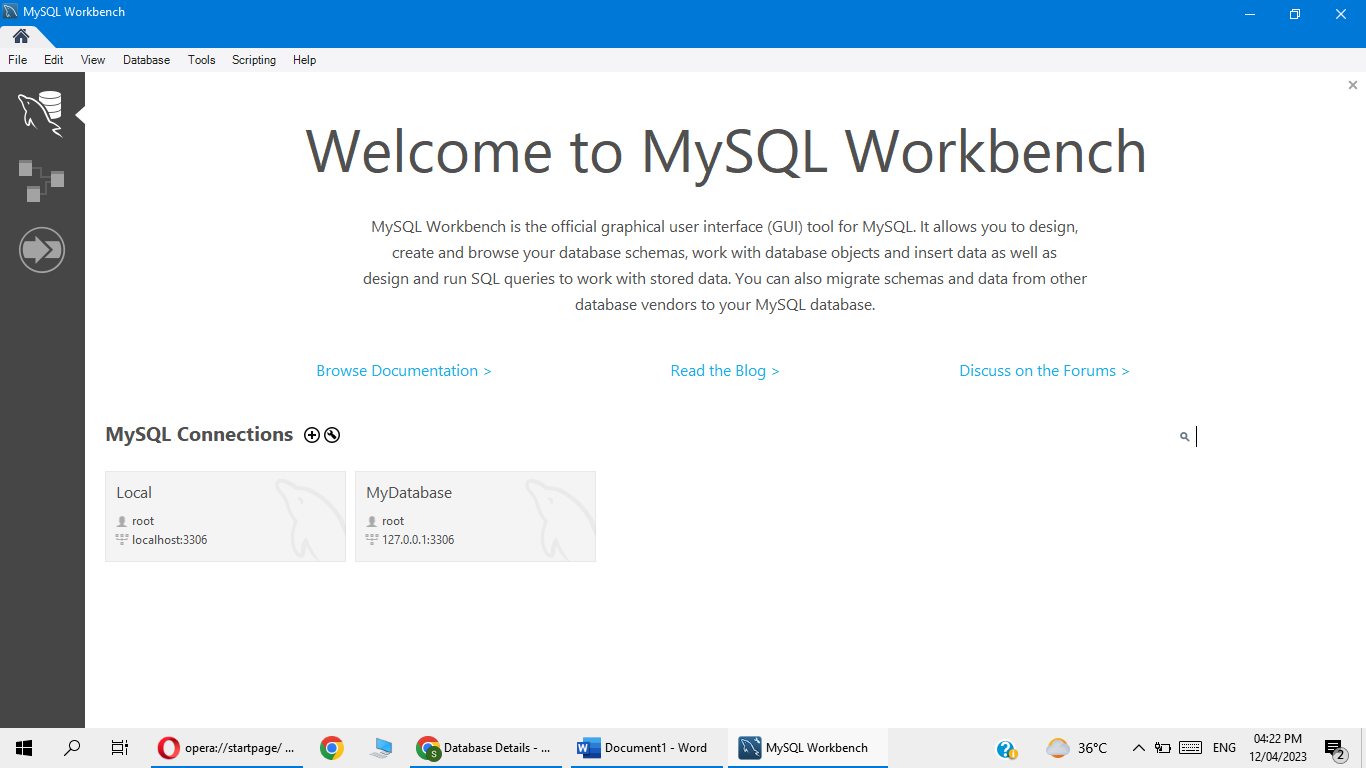 MySQL Workbench
File Edit View Database Tools Scripting Help
Welcome to MySQL Workbench
MySQL Workbench is the official graphical user interface (GUI) tool for MySQL. It allows you to design,
create and browse your database schemas, work with database objects and insert data as well as
design and run SQL queries to work with stored data. You can also migrate schemas and data from other
database vendors to your MySQL database.
Browse Documentation > Read the Blog > Discuss on the Forums >
MySQL Connections
Local
root
localhost:3306
MyDatabase
root
127.0.0.1:3306
opera://startpage/ ... S Database Details - ... Document1 - Word MySQL Workbench 36°C ENG
04:22 PM
12/04/2023
2